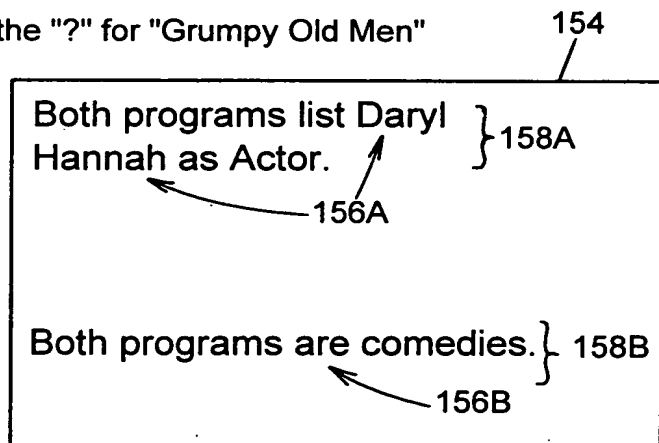 the "?" for "Grumpy Old Men"
154
Both programs list Daryl
Hannah as Actor.
158A
156A
Both programs are comedies.
158B
156B